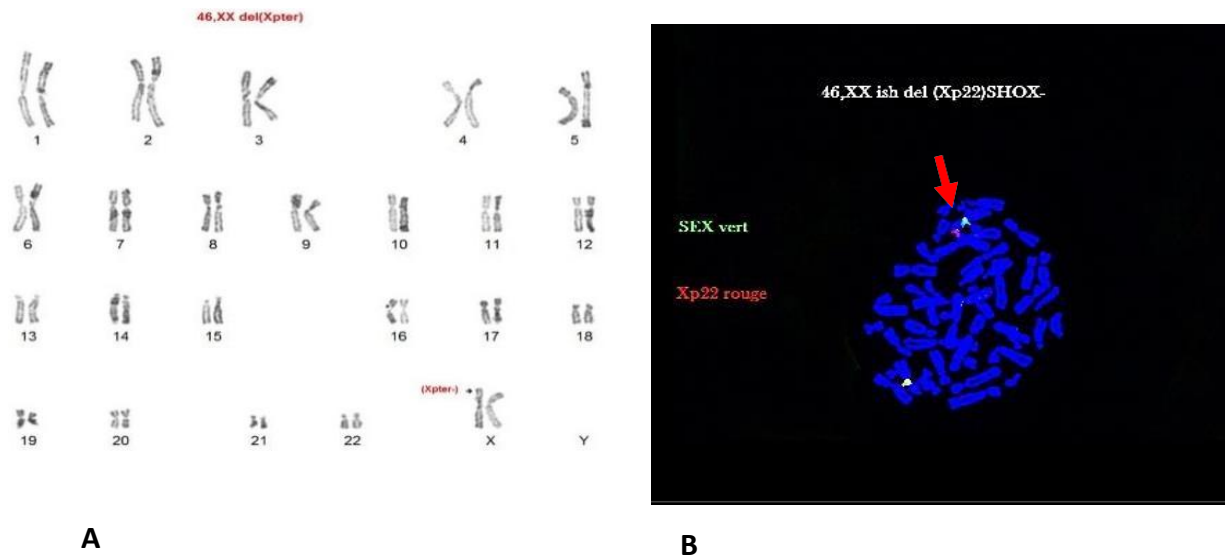 46,XX del(Xpter)
1 2 3 4 5
6 7 8 9 10 11 12
13 14 15 16 17 18
(Xpter-)
19 20 21 22 X Y
A
46,XX ish del (Xp22)SHOX-
SEX vert
Xp22 rouge
B